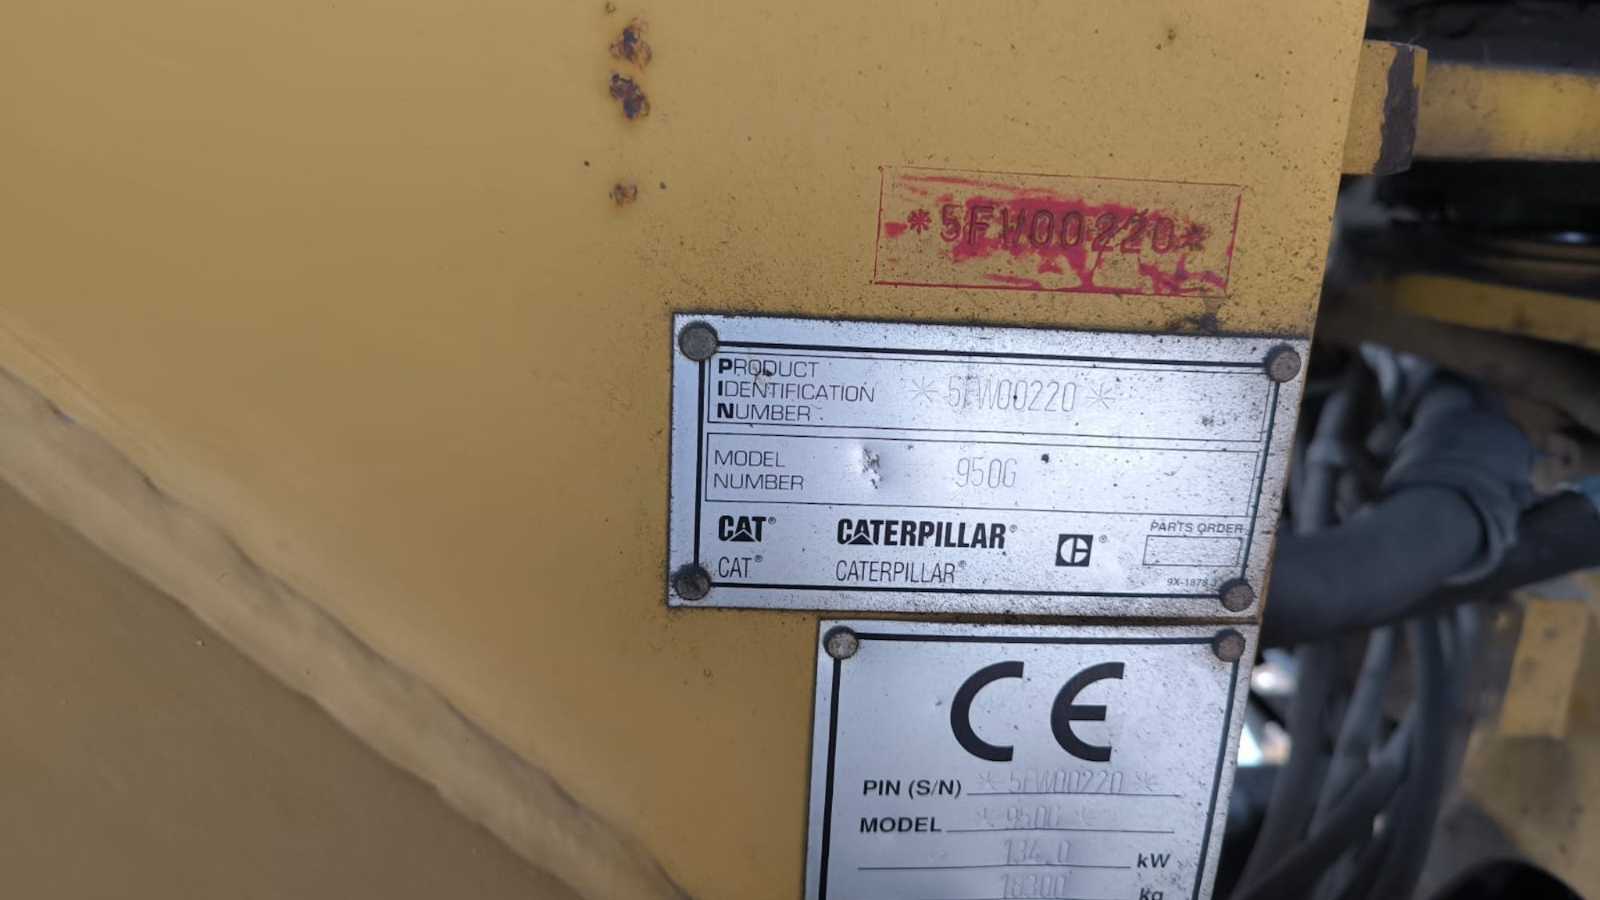 *5FW00220*
PRODUCT
IDENTIFICATION
NUMBER
*5FW00220*
MODEL
NUMBER
950G
CAT®
CATERPILLAR®
PARTS ORDER
CAT®
CATERPILLAR®
9X-1878
CE
PIN (S/N) *5FW00220*
MODEL *950G*
134.0 kW
18300 kg